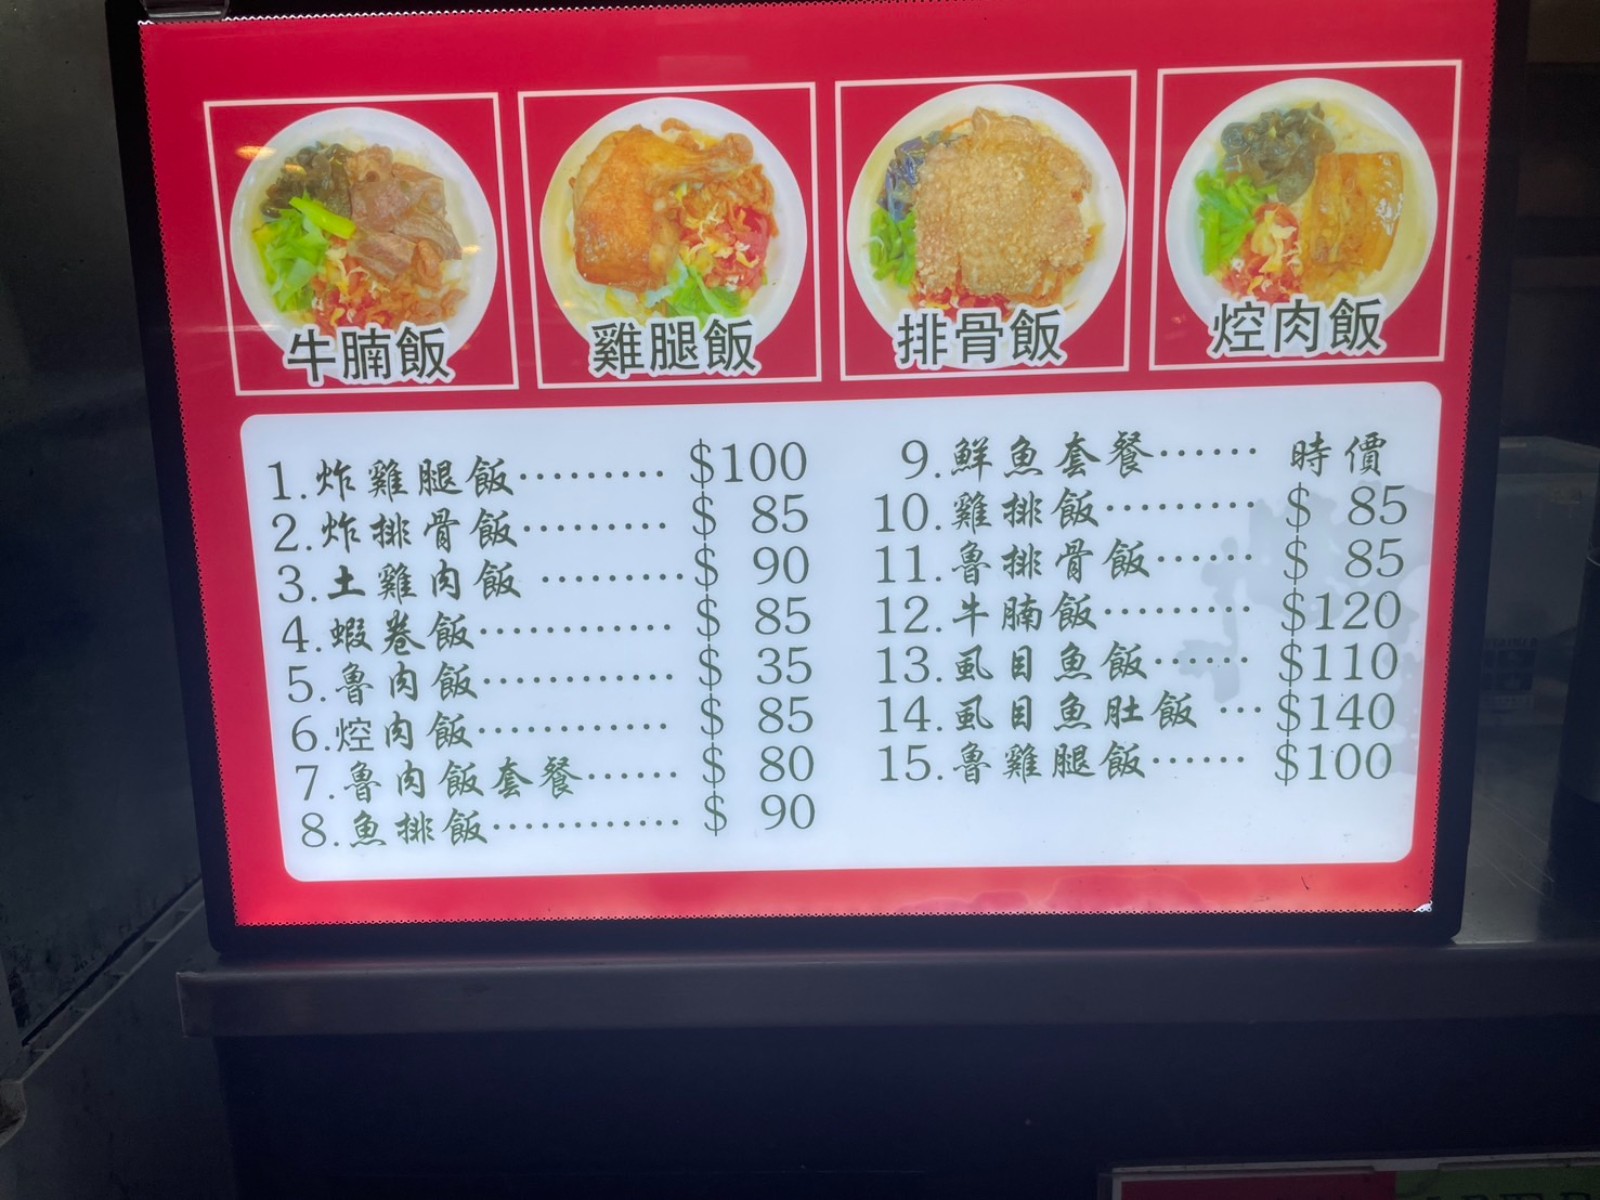 牛腩飯
雞腿飯
排骨飯
焢肉飯
1.炸雞腿飯········· $100
2.炸排骨飯········· $ 85
3.土雞肉飯 ········· $ 90
4.蝦卷飯············ $ 85
5.魯肉飯············ $ 35
6.焢肉飯············ $ 85
7.魯肉飯套餐······ $ 80
8.魚排飯············ $ 90
9.鮮魚套餐······ 時價
10.雞排飯········· $ 85
11.魯排骨飯······ $ 85
12.牛腩飯········· $120
13.虱目魚飯······ $110
14.虱目魚肚飯 ··· $140
15.魯雞腿飯······ $100